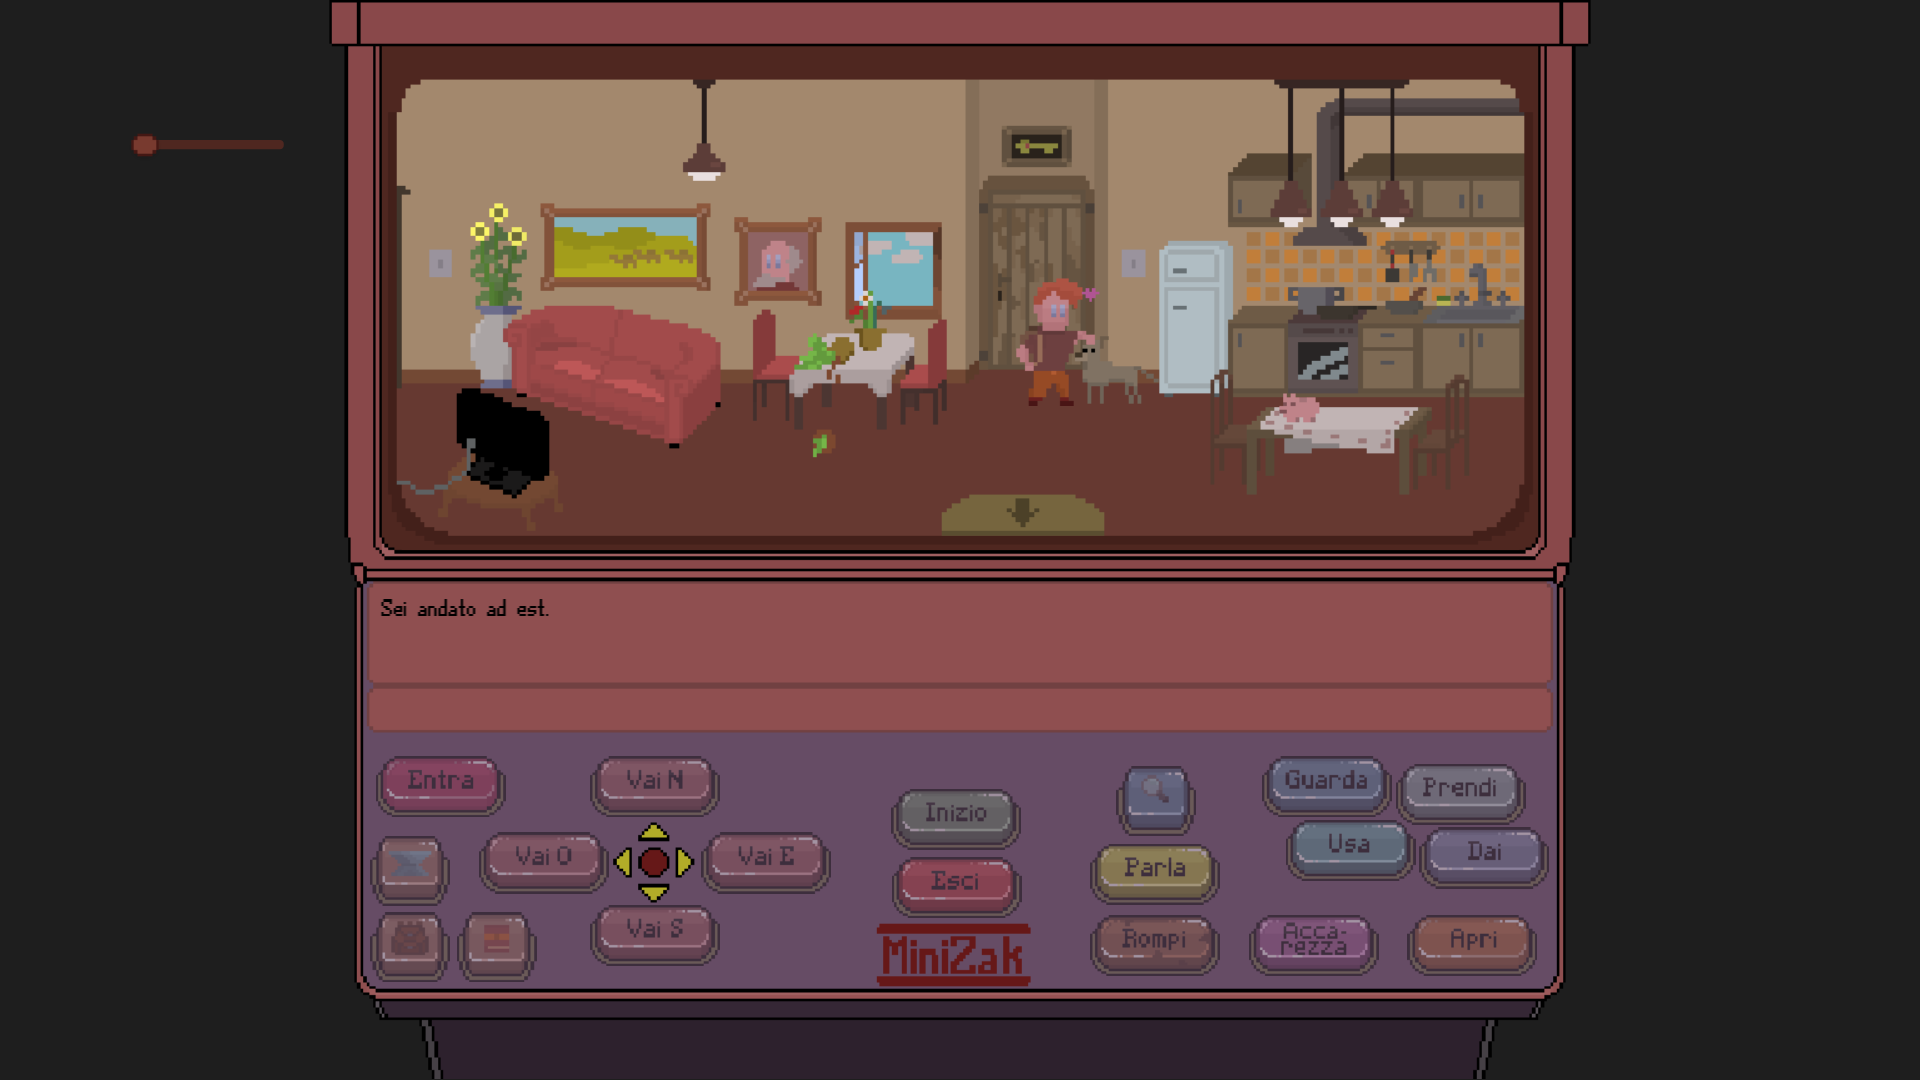 Sei andato ad est.
Entra
Vai N
Inizio
Guarda
Prendi
Vai O
Vai E
Parla
Usa
Dai
Esci
Vai S
Rompi
Acca-
rezza
Apri
MiniZak